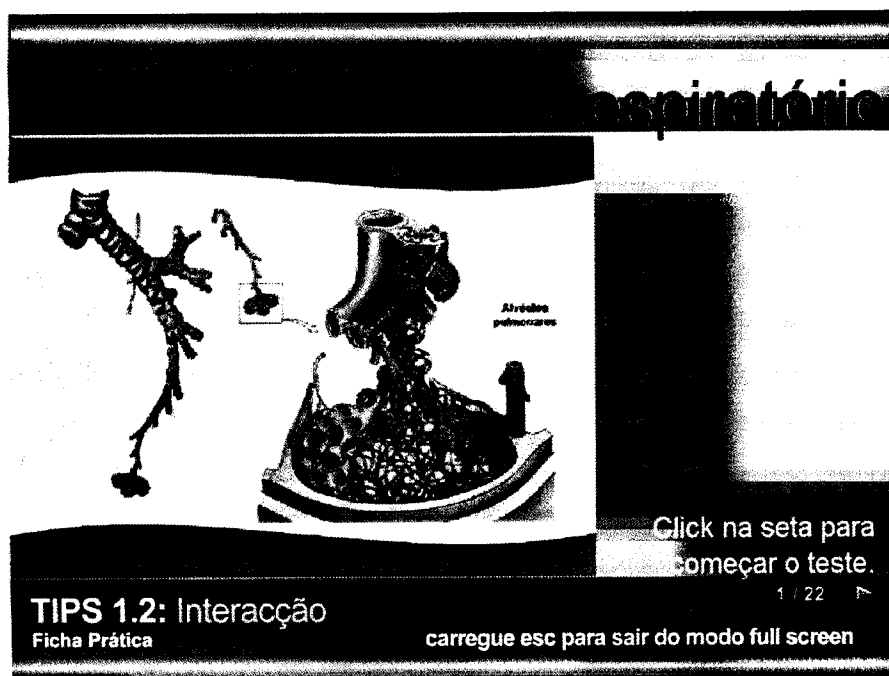 espiratório
Alvéolos
pulmonares
Click na seta para
começar o teste.
1 / 22
TIPS 1.2: Interacção
Ficha Prática
carregue esc para sair do modo full screen